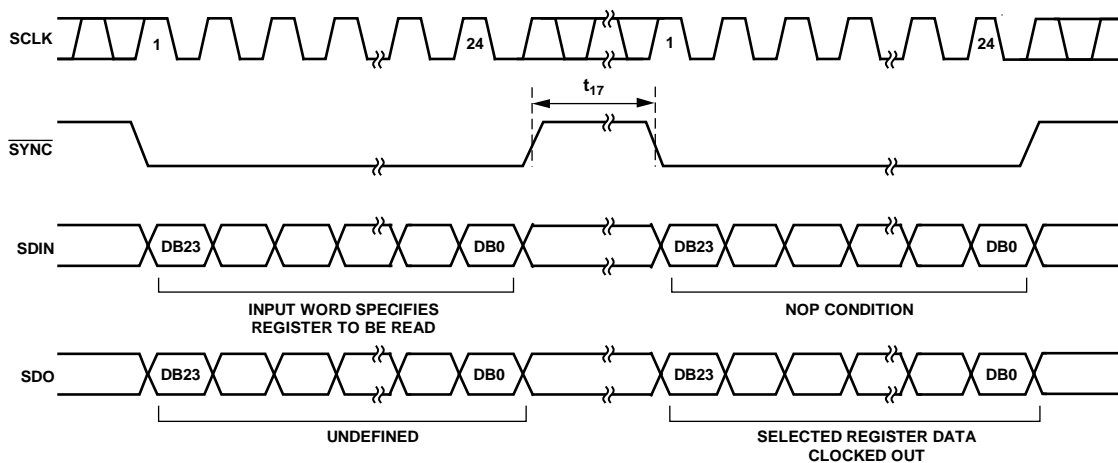 SCLK
1
24
1
24
t17
SYNC
SDIN
DB23
DB0
DB23
DB0
INPUT WORD SPECIFIES
REGISTER TO BE READ
NOP CONDITION
SDO
DB23
DB0
DB23
DB0
UNDEFINED
SELECTED REGISTER DATA
CLOCKED OUT